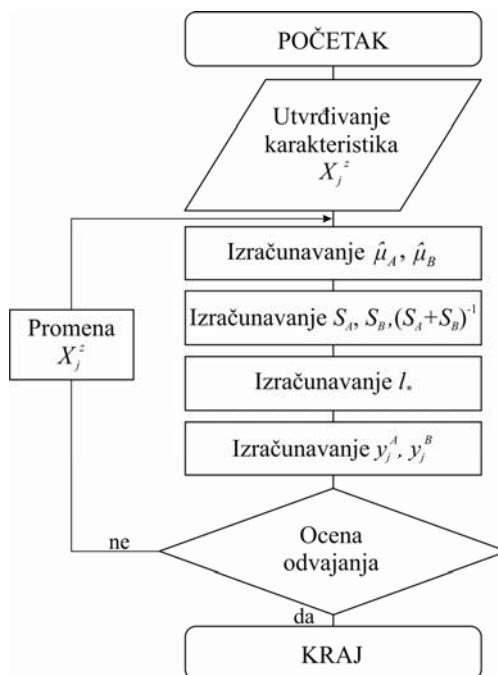 POČETAK
Utvrđivanje
karakteristika
X_j^z
Izračunavanje μ̂_A, μ̂_B
Izračunavanje S_A, S_B,(S_A+S_B)^-1
Izračunavanje l_*
Izračunavanje y_j^A, y_j^B
Promena
X_j^z
ne
Ocena
odvajanja
da
KRAJ